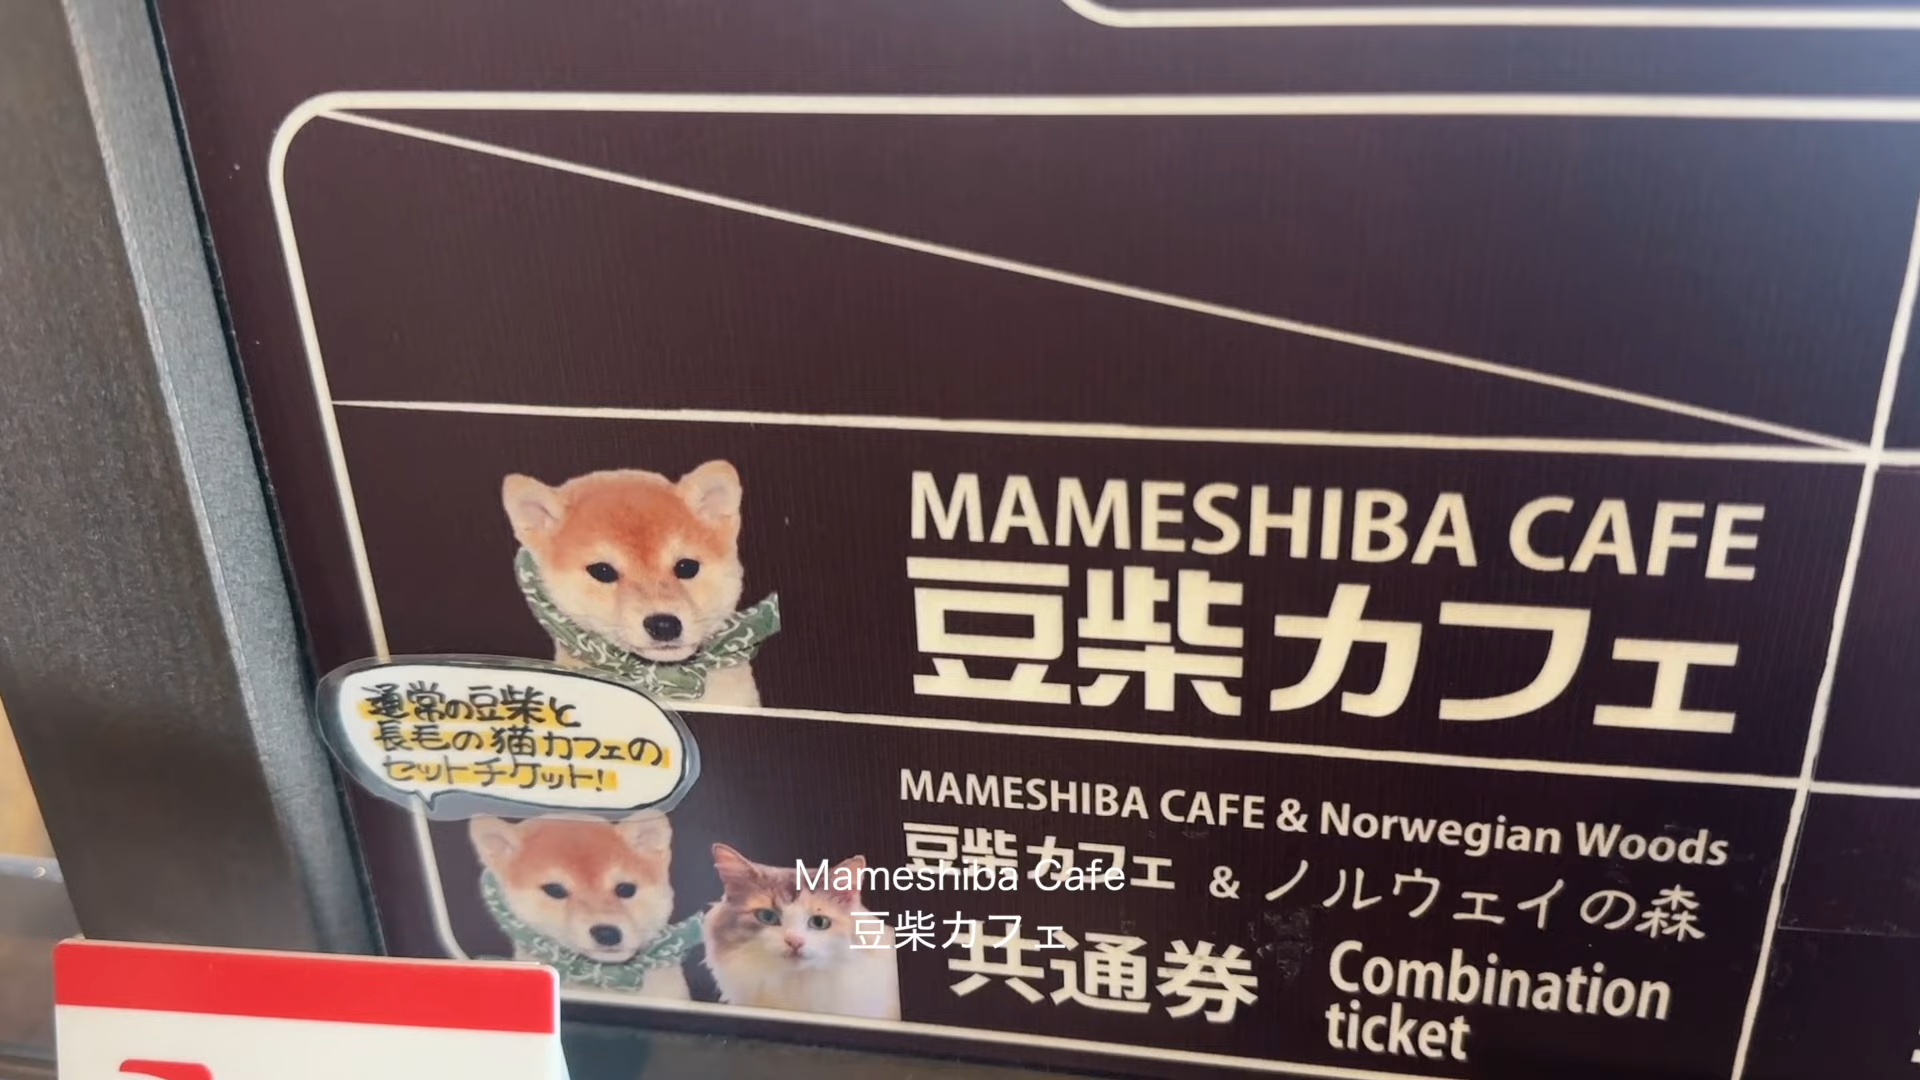 MAMESHIBA CAFE
豆柴カフェ
通常の豆柴と
長毛の猫カフェの
セットチケット!
MAMESHIBA CAFE & Norwegian Woods
豆柴カフェ & ノルウェイの森
共通券 Combination
ticket
Mameshiba Cafe
豆柴カフェ